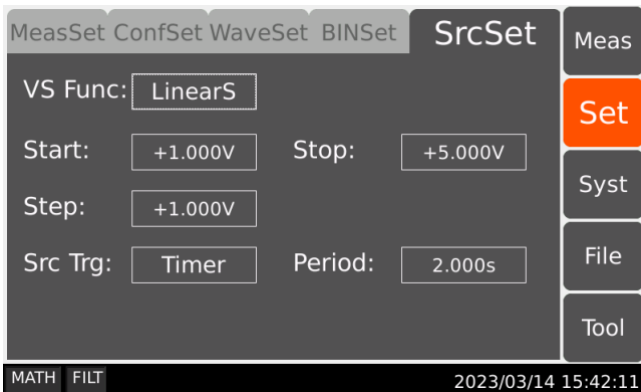 MeasSet ConfSet WaveSet BINSet SrcSet
VS Func: LinearS
Start: +1.000V Stop: +5.000V
Step: +1.000V
Src Trg: Timer Period: 2.000s
Meas
Set
Syst
File
Tool
MATH FILT 2023/03/14 15:42:11